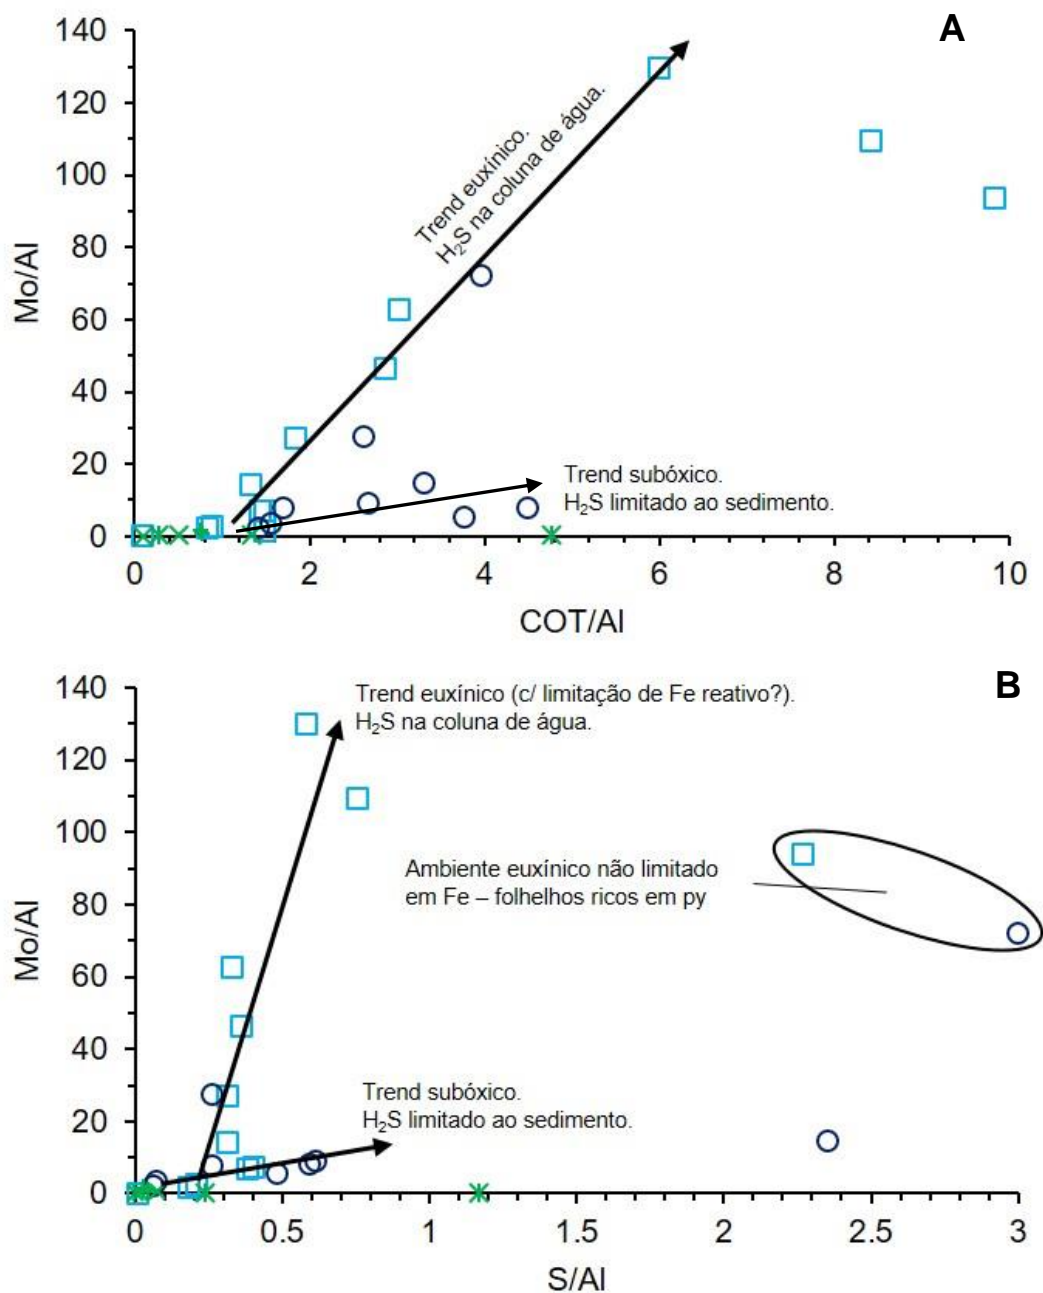 A
140
120
100
80
60
40
20
0
Mo/Al
Trend euxínico.
H₂S na coluna de água.
Trend subóxico.
H₂S limitado ao sedimento.
0 2 4 6 8 10
COT/Al
B
140
120
100
80
60
40
20
0
Mo/Al
Trend euxínico (c/ limitação de Fe reativo?).
H₂S na coluna de água.
Ambiente euxínico não limitado
em Fe – folhelhos ricos em py
Trend subóxico.
H₂S limitado ao sedimento.
0 0.5 1 1.5 2 2.5 3
S/Al